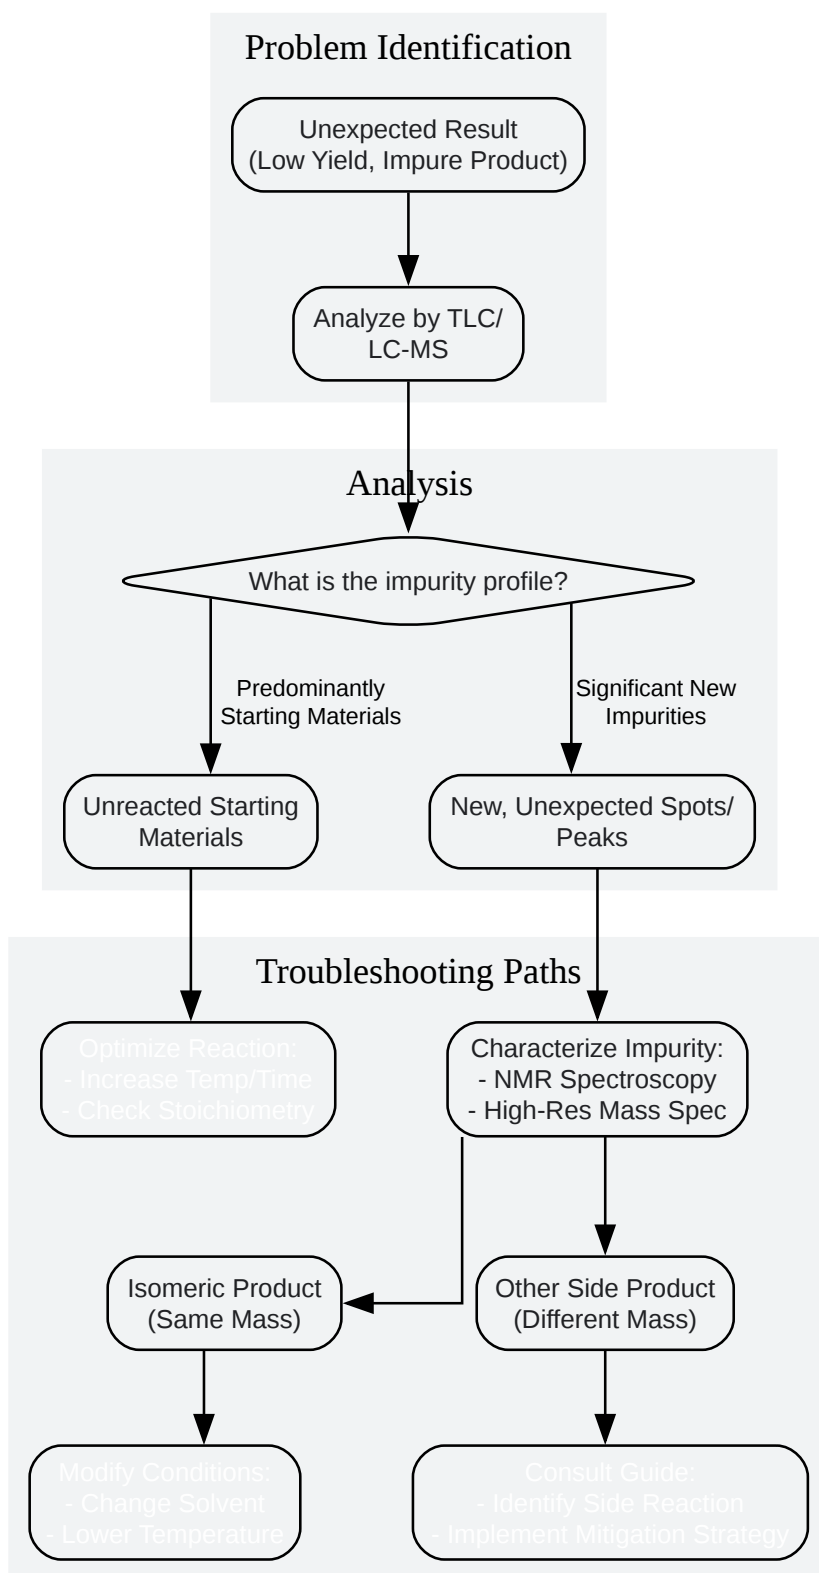 Problem Identification
Unexpected Result
(Low Yield, Impure Product)
Analyze by TLC/
LC-MS
Analysis
What is the impurity profile?
Predominantly
Starting Materials
Significant New
Impurities
Unreacted Starting
Materials
New, Unexpected Spots/
Peaks
Troubleshooting Paths
Optimize Reaction:
- Increase Temp/Time
- Check Stoichiometry
Characterize Impurity:
- NMR Spectroscopy
- High-Res Mass Spec
Isomeric Product
(Same Mass)
Other Side Product
(Different Mass)
Modify Conditions:
- Change Solvent
- Lower Temperature
Consult Guide:
- Identify Side Reaction
- Implement Mitigation Strategy